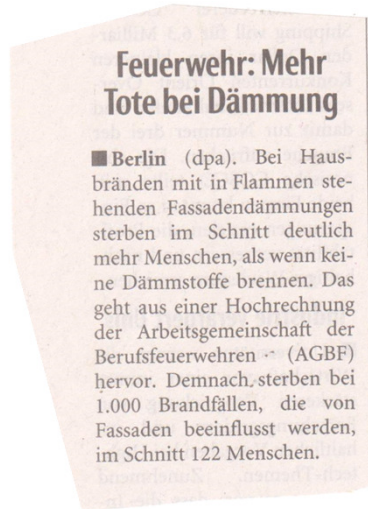 Feuerwehr: Mehr
Tote bei Dämmung
■ Berlin (dpa). Bei Haus-
bränden mit in Flammen ste-
henden Fassadendämmungen
sterben im Schnitt deutlich
mehr Menschen, als wenn kei-
ne Dämmstoffe brennen. Das
geht aus einer Hochrechnung
der Arbeitsgemeinschaft der
Berufsfeuerwehren - (AGBF)
hervor. Demnach sterben bei
1.000 Brandfällen, die von
Fassaden beeinflusst werden,
im Schnitt 122 Menschen.